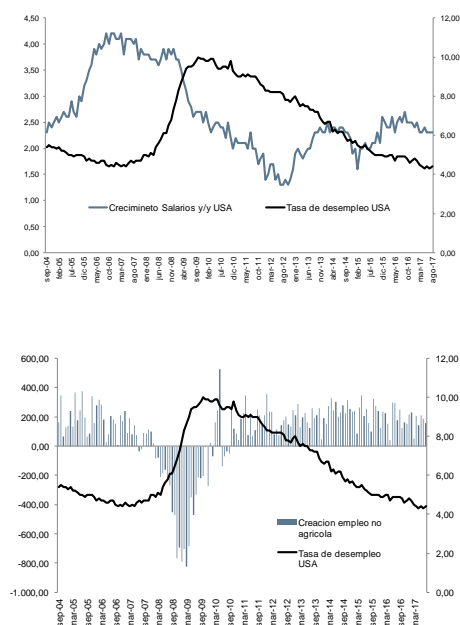 4,50
4,00
3,50
3,00
2,50
2,00
1,50
1,00
0,50
0,00
12,00
10,00
8,00
6,00
4,00
2,00
0,00
Crecimineto Salarios y/y USA
Tasa de desempleo USA
sep-04
feb-05
jul-05
dic-05
may-06
oct-06
mar-07
ago-07
ene-08
jun-08
nov-08
abr-09
sep-09
feb-10
jul-10
dic-10
may-11
oct-11
mar-12
ago-12
ene-13
jun-13
nov-13
abr-14
sep-14
feb-15
jul-15
dic-15
may-16
oct-16
mar-17
ago-17
600,00
400,00
200,00
0,00
-200,00
-400,00
-600,00
-800,00
-1.000,00
12,00
10,00
8,00
6,00
4,00
2,00
0,00
Creacion empleo no
agricola
Tasa de desempleo
USA
sep-04
mar-05
sep-05
mar-06
sep-06
mar-07
sep-07
mar-08
sep-08
mar-09
sep-09
mar-10
sep-10
mar-11
sep-11
mar-12
sep-12
mar-13
sep-13
mar-14
sep-14
mar-15
sep-15
mar-16
sep-16
mar-17